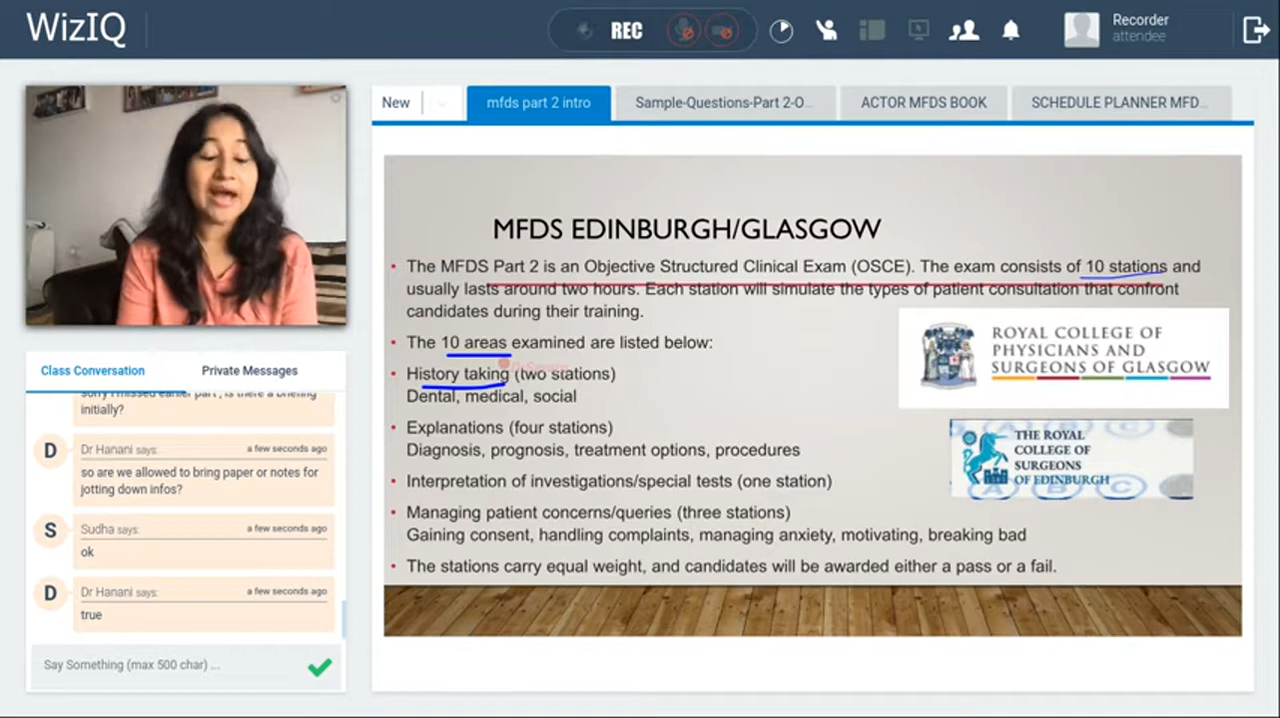 WizIQ
REC
Recorder
attendee
New
mfds part 2 intro
Sample-Questions-Part 2-O...
ACTOR MFDS BOOK
SCHEDULE PLANNER MFD...
MFDS EDINBURGH/GLASGOW
• The MFDS Part 2 is an Objective Structured Clinical Exam (OSCE). The exam consists of 10 stations and
usually lasts around two hours. Each station will simulate the types of patient consultation that confront
candidates during their training.
• The 10 areas examined are listed below:
• History taking (two stations)
Dental, medical, social
• Explanations (four stations)
Diagnosis, prognosis, treatment options, procedures
• Interpretation of investigations/special tests (one station)
• Managing patient concerns/queries (three stations)
Gaining consent, handling complaints, managing anxiety, motivating, breaking bad
• The stations carry equal weight, and candidates will be awarded either a pass or a fail.
ROYAL COLLEGE OF
PHYSICIANS AND
SURGEONS OF GLASGOW
THE ROYAL
COLLEGE OF
SURGEONS
OF EDINBURGH
Class Conversation
Private Messages
sorry I missed earlier part , is there a briefing
initially?
D
Dr Hanani says:
a few seconds ago
so are we allowed to bring paper or notes for
jotting down infos?
S
Sudha says:
a few seconds ago
ok
D
Dr Hanani says:
a few seconds ago
true
Say Something (max 500 char) ...